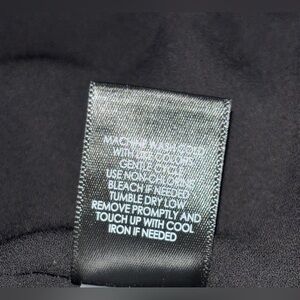 MACHINE WASH COLD
WITH LIKE COLORS
GENTLE CYCLE
USE NON-CHLORINE
BLEACH IF NEEDED
TUMBLE DRY LOW
REMOVE PROMPTLY AND
TOUCH UP WITH COOL
IRON IF NEEDED